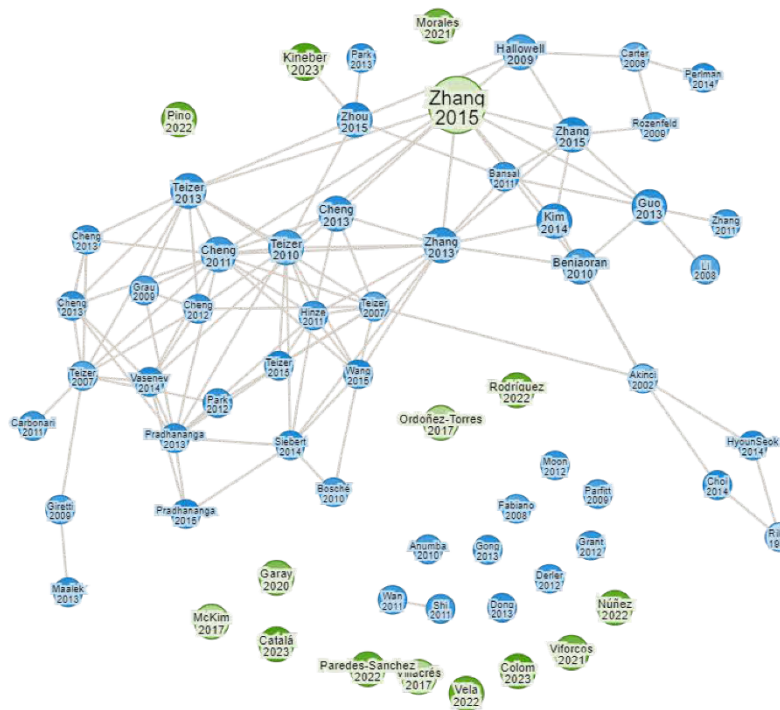 Morales
2021
Kineber
2023
Park
2013
Hallowell
2009
Carter
2006
Perlman
2014
Zhang
2015
Pino
2022
Zhou
2015
Zhang
2015
Rozenfeld
2009
Bansal
2011
Teizer
2013
Cheng
2013
Kim
2014
Guo
2013
Zhang
2011
Cheng
2013
Cheng
2011
Teizer
2010
Zhang
2013
Beniaoran
2010
Li
2008
Cheng
2013
Grau
2009
Cheng
2012
Hinze
2011
Teizer
2007
Teizer
2007
Vasenev
2014
Teizer
2015
Wang
2015
Akinci
2002
Rodríquez
2022
Park
2012
Carbonari
2011
Ordoñez-Torres
2017
Pradhananga
2013
Siebert
2014
HyounSeok
2014
Moon
2012
Choi
2014
Bosché
2010
Parfitt
2009
Giretti
2009
Pradhananga
2015
Fabiano
2008
Ril
19
Anumba
2010
Gong
2013
Grant
2012
Garay
2020
Derler
2012
Maalek
2013
Wan
2011
Shi
2011
Dong
2013
Núñez
2022
McKim
2017
Catalá
2023
Viforcos
2021
Paredes-Sanchez
2022
Villacrés
2017
Colom
2023
Vela
2022